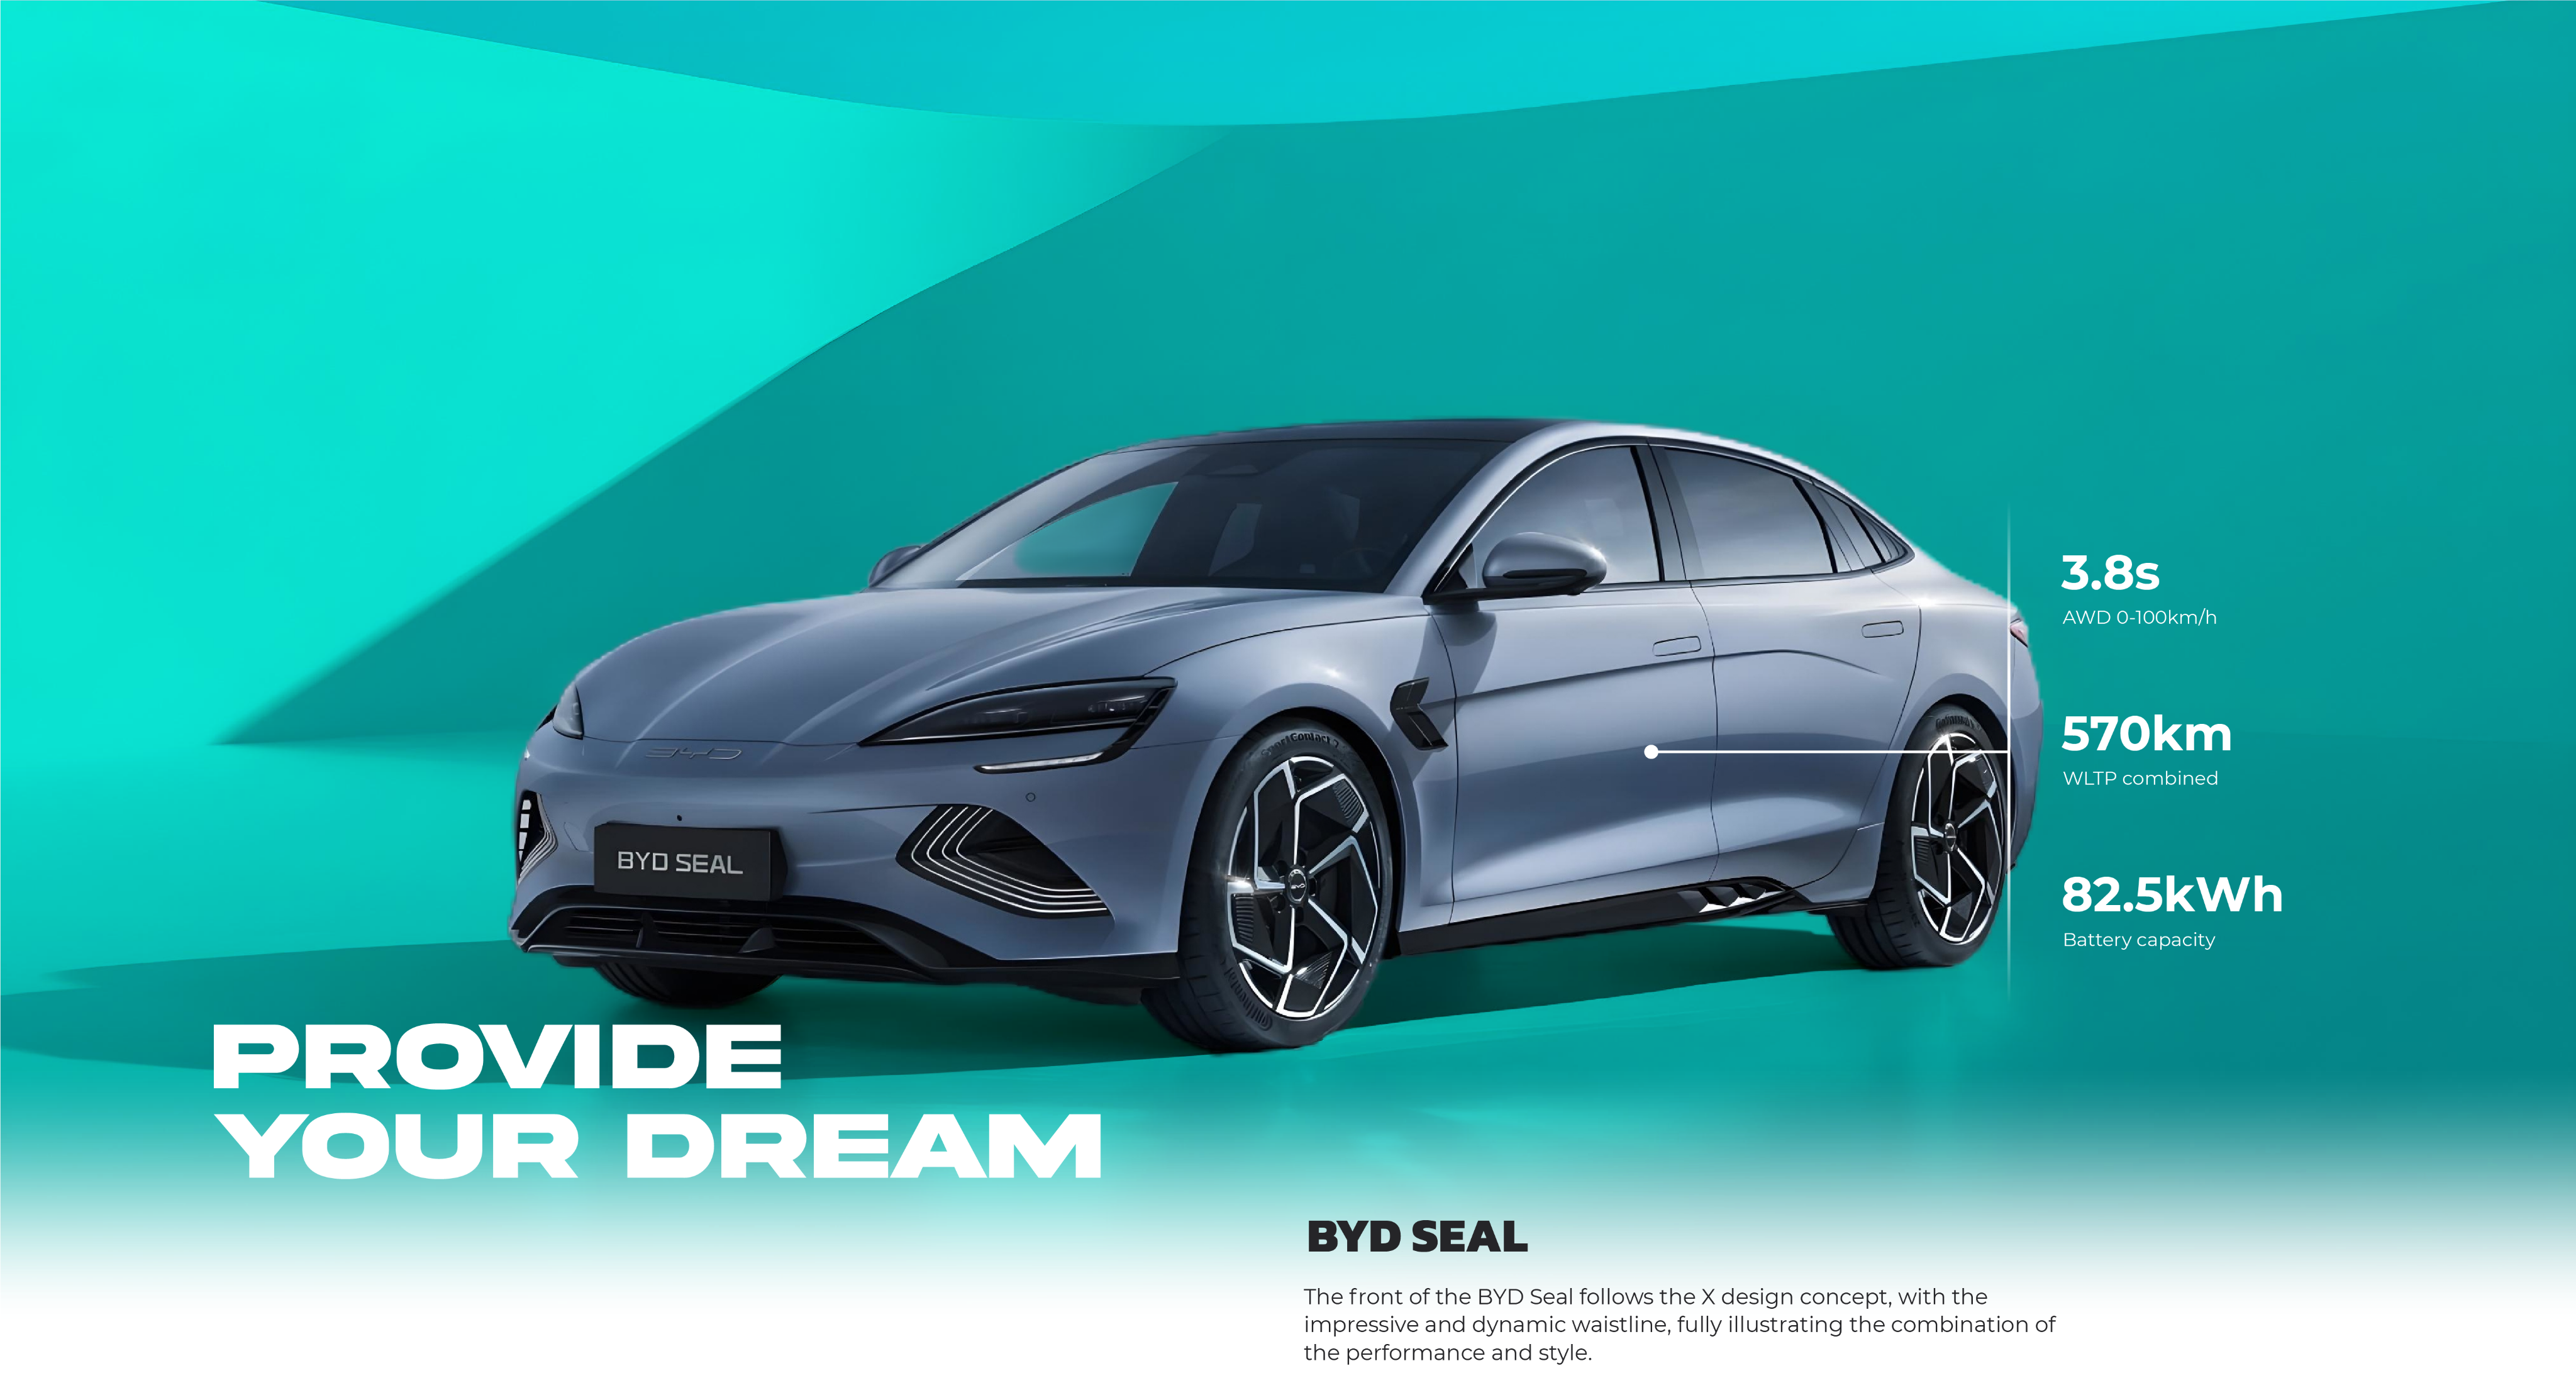 BYD
SportContact
BYD SEAL
3.8s
AWD 0-100km/h
570km
WLTP combined
82.5kWh
Battery capacity
PROVIDE
YOUR DREAM
BYD SEAL
The front of the BYD Seal follows the X design concept, with the
impressive and dynamic waistline, fully illustrating the combination of
the performance and style.